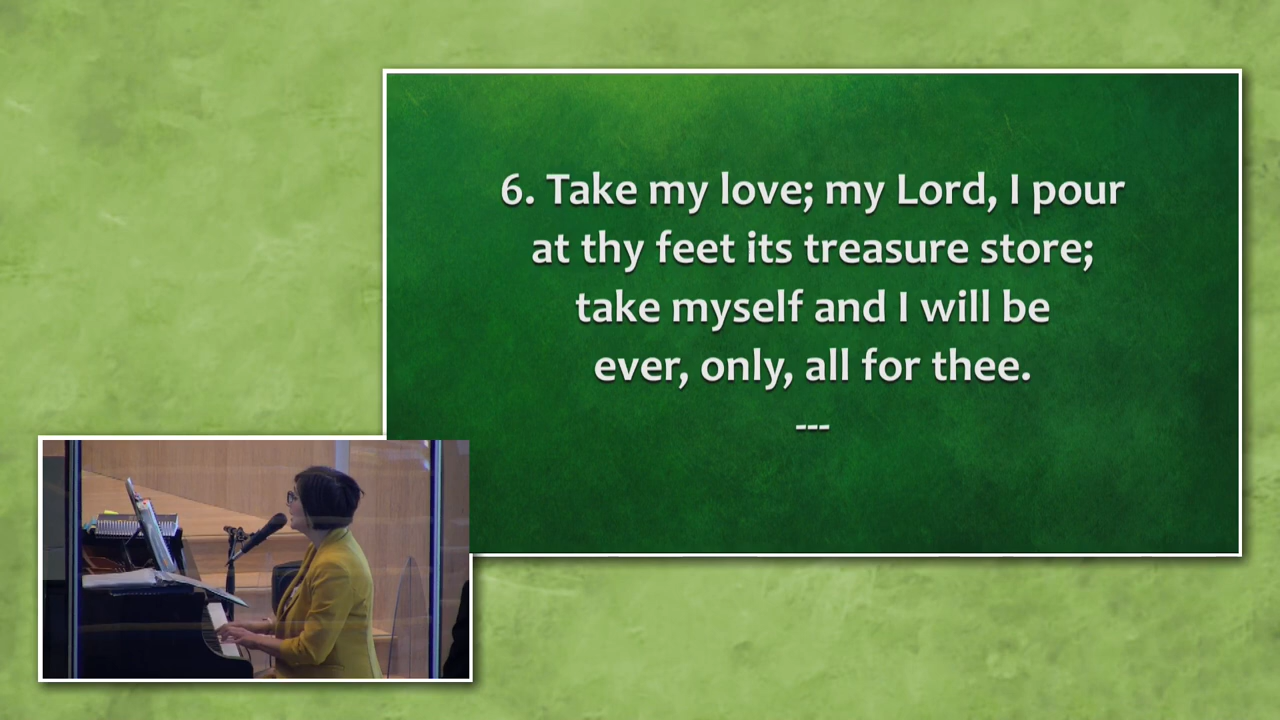 6. Take my love; my Lord, I pour
at thy feet its treasure store;
take myself and I will be
ever, only, all for thee.
---